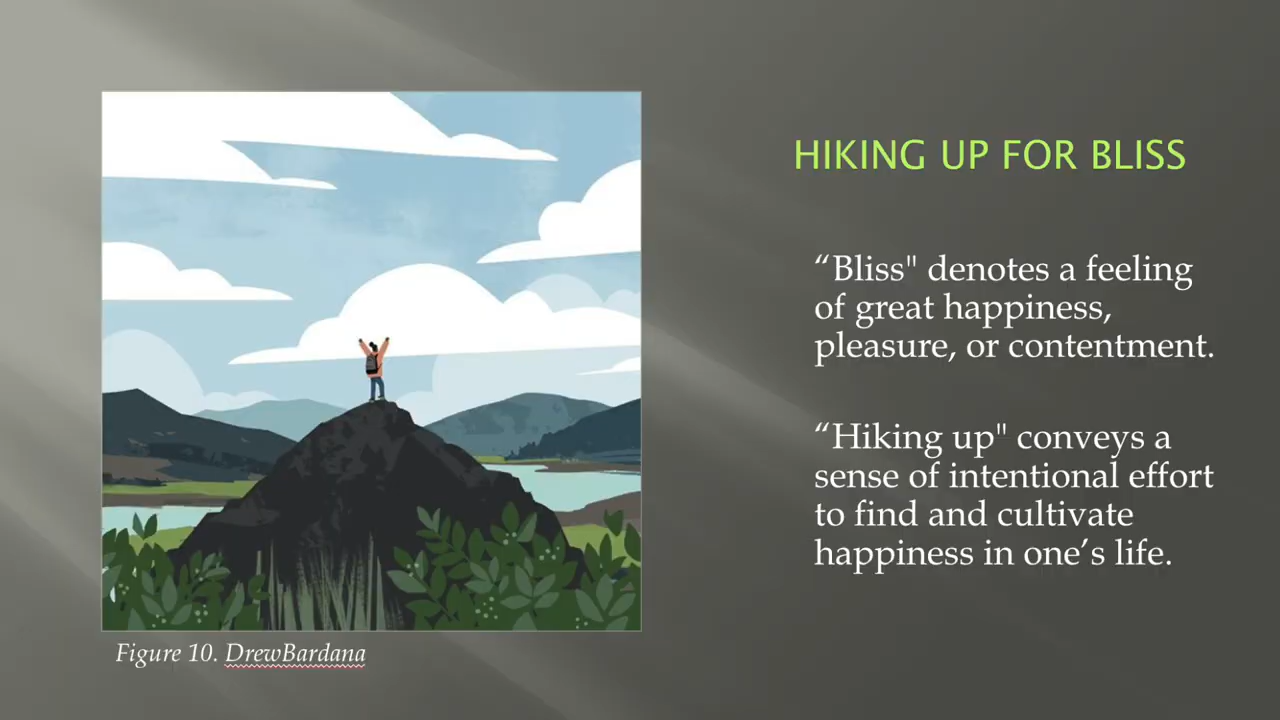 HIKING UP FOR BLISS
“Bliss" denotes a feeling
of great happiness,
pleasure, or contentment.
“Hiking up" conveys a
sense of intentional effort
to find and cultivate
happiness in one’s life.
Figure 10. DrewBardana